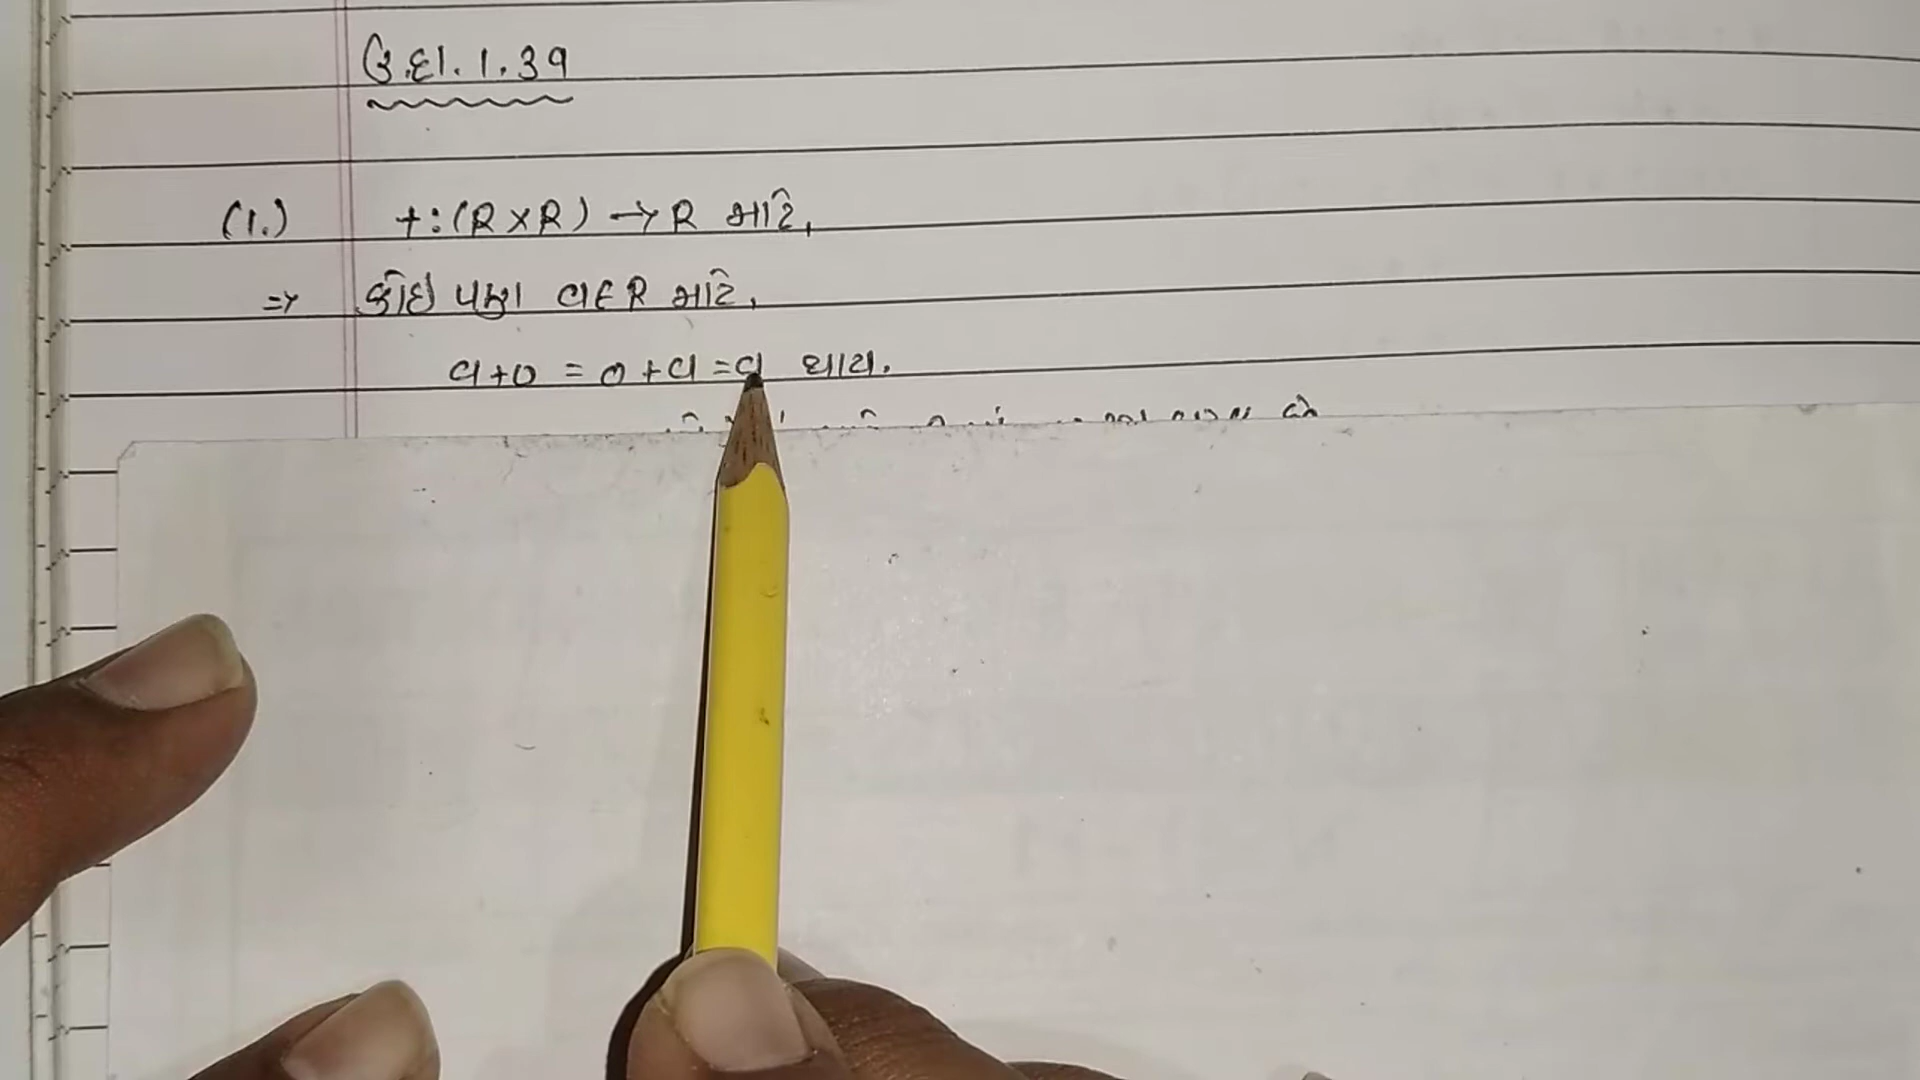 ઉ.દા. 1.39
(1.) +: (R×R) → R માટે,
⇒ કોઈ પણ a∈R માટે,
a+0 = 0+a = a થાય.